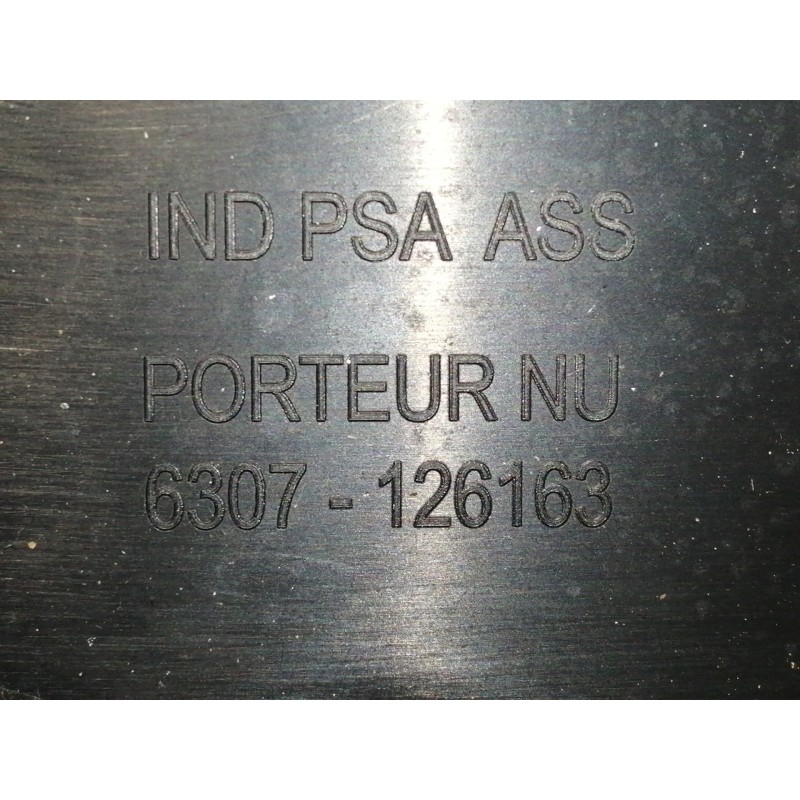 IND PSA ASS
PORTEUR NU
6307 - 126163